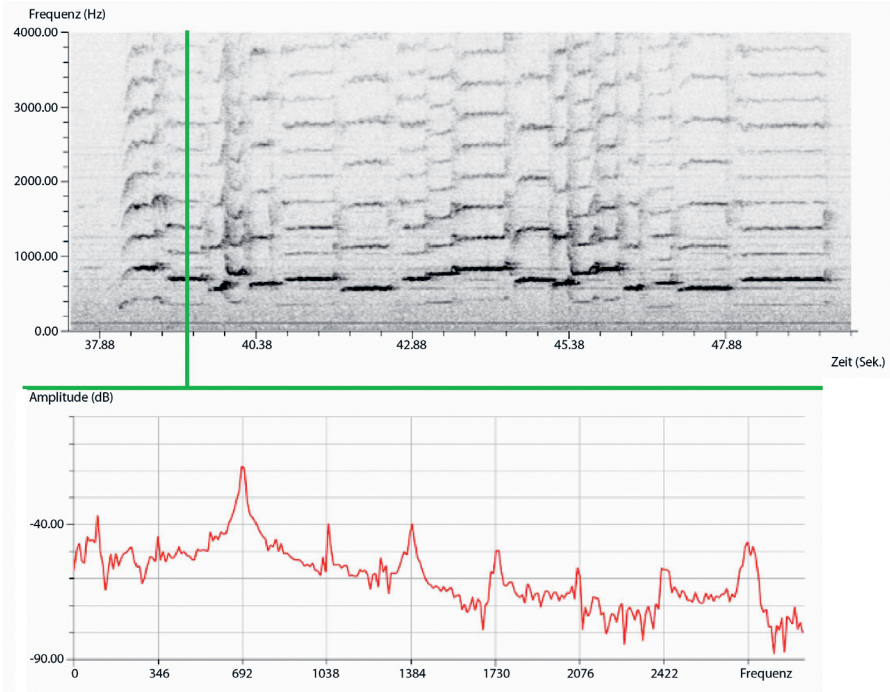 Frequenz (Hz)
4000.00
3000.00
2000.00
1000.00
0.00
37.88 40.38 42.88 45.38 47.88
Zeit (Sek.)
Amplitude (dB)
-40.00
-90.00
0 346 692 1038 1384 1730 2076 2422 Frequenz